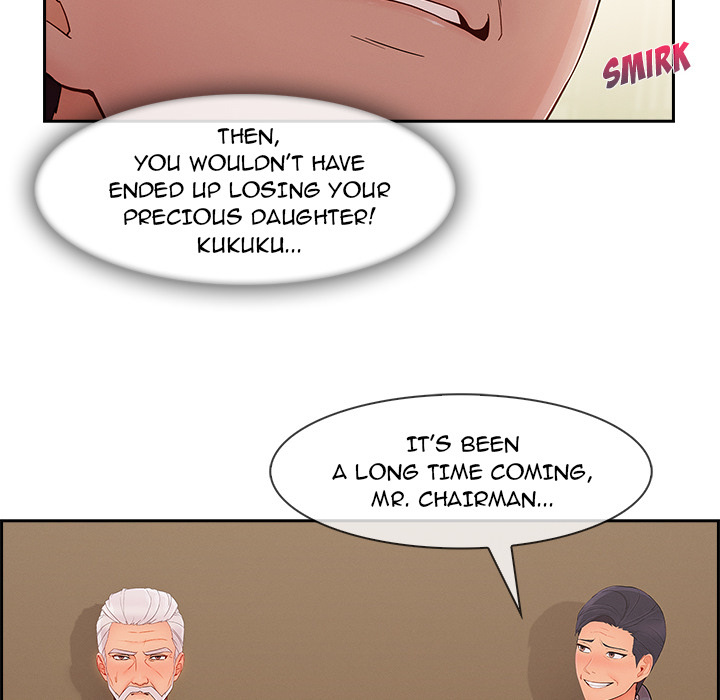 SMIRK
THEN,
YOU WOULDN'T HAVE
ENDED UP LOSING YOUR
PRECIOUS DAUGHTER!
KUKUKU...
IT'S BEEN
A LONG TIME COMING,
MR. CHAIRMAN...